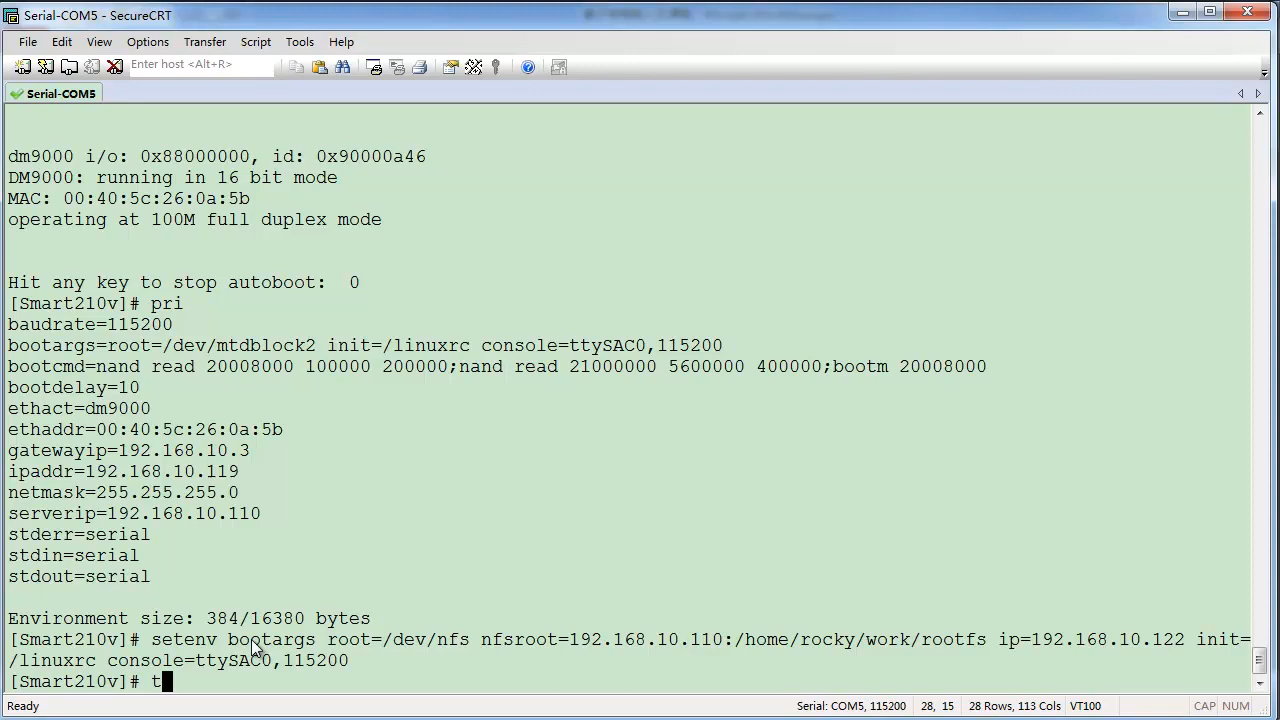 Serial-COM5 - SecureCRT
File Edit View Options Transfer Script Tools Help
Enter host <Alt+R>
Serial-COM5
dm9000 i/o: 0x88000000, id: 0x90000a46
DM9000: running in 16 bit mode
MAC: 00:40:5c:26:0a:5b
operating at 100M full duplex mode
Hit any key to stop autoboot:  0
[Smart210v]# pri
baudrate=115200
bootargs=root=/dev/mtdblock2 init=/linuxrc console=ttySAC0,115200
bootcmd=nand read 20008000 100000 200000;nand read 21000000 5600000 400000;bootm 20008000
bootdelay=10
ethact=dm9000
ethaddr=00:40:5c:26:0a:5b
gatewayip=192.168.10.3
ipaddr=192.168.10.119
netmask=255.255.255.0
serverip=192.168.10.110
stderr=serial
stdin=serial
stdout=serial
Environment size: 384/16380 bytes
[Smart210v]# setenv bootargs root=/dev/nfs nfsroot=192.168.10.110:/home/rocky/work/rootfs ip=192.168.10.122 init=
/linuxrc console=ttySAC0,115200
[Smart210v]# t
Ready Serial: COM5, 115200 28, 15 28 Rows, 113 Cols VT100 CAP NUM